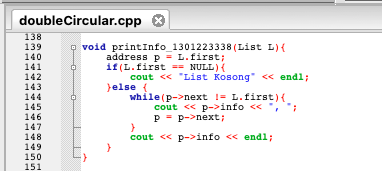 doubleCircular.cpp
138
139 void printInfo_1301223338(List L){
140 address p = L.first;
141 if(L.first == NULL){
142 cout << "List Kosong" << endl;
143 }else {
144 while(p->next != L.first){
145 cout << p->info << ", ";
146 p = p->next;
147 }
148 cout << p->info << endl;
149 }
150 }
151